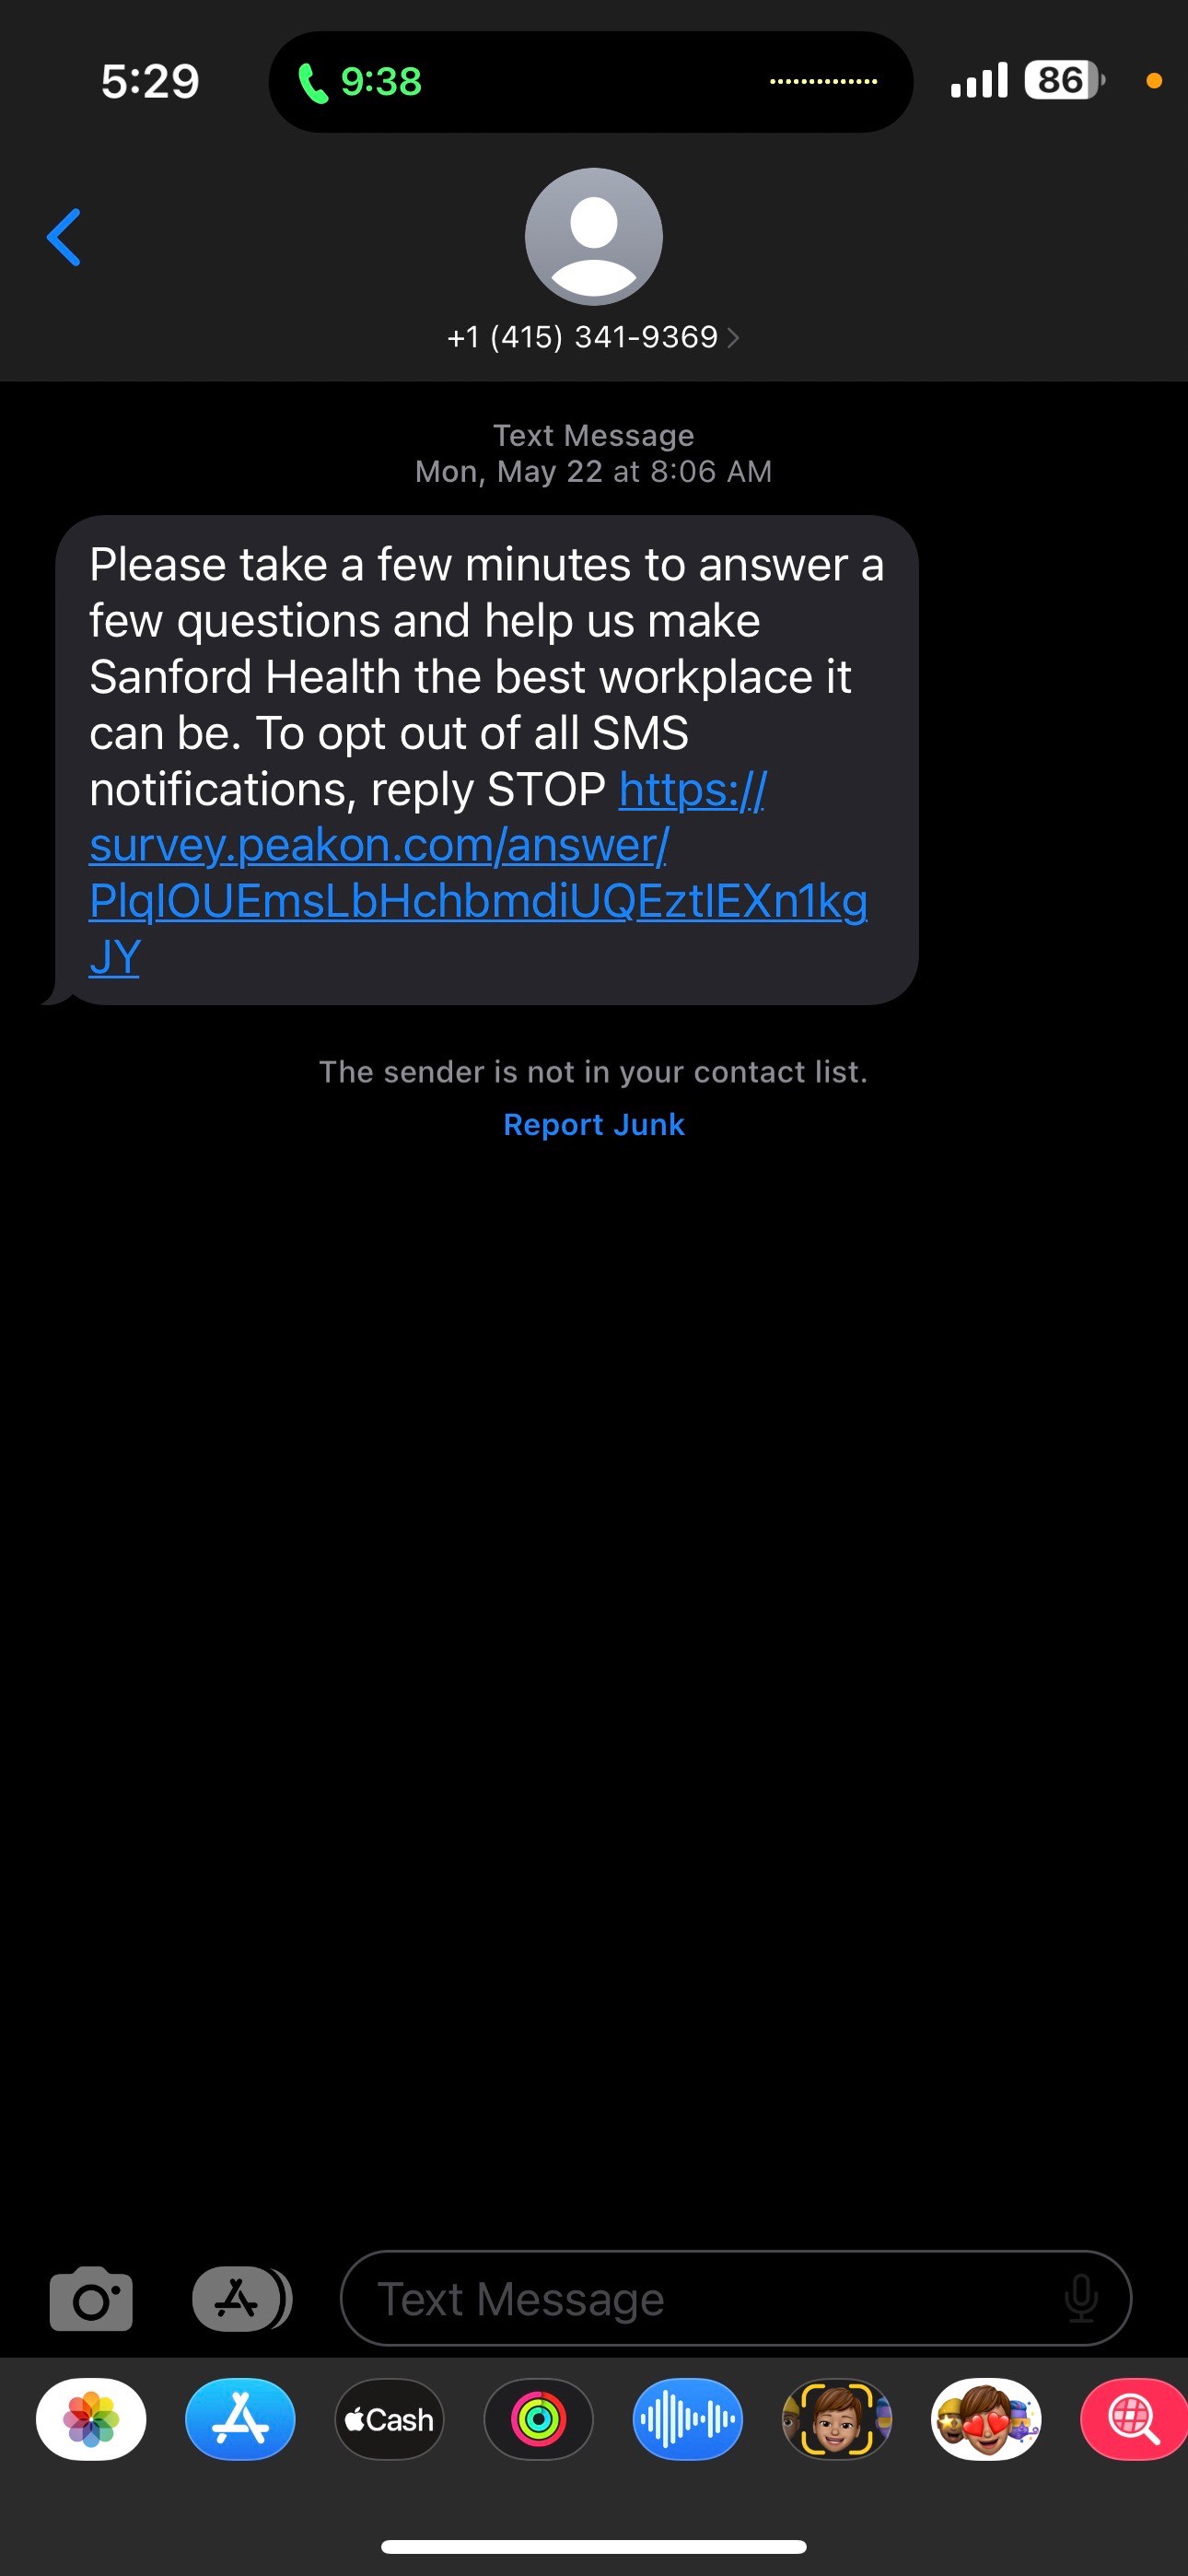 5:29
9:38
86
+1 (415) 341-9369
Text Message
Mon, May 22 at 8:06 AM
Please take a few minutes to answer a
few questions and help us make
Sanford Health the best workplace it
can be. To opt out of all SMS
notifications, reply STOP https://
survey.peakon.com/answer/
PlqIOUEmsLbHchbmdiUQEztIEXn1kg
JY
The sender is not in your contact list.
Report Junk
Text Message
Cash